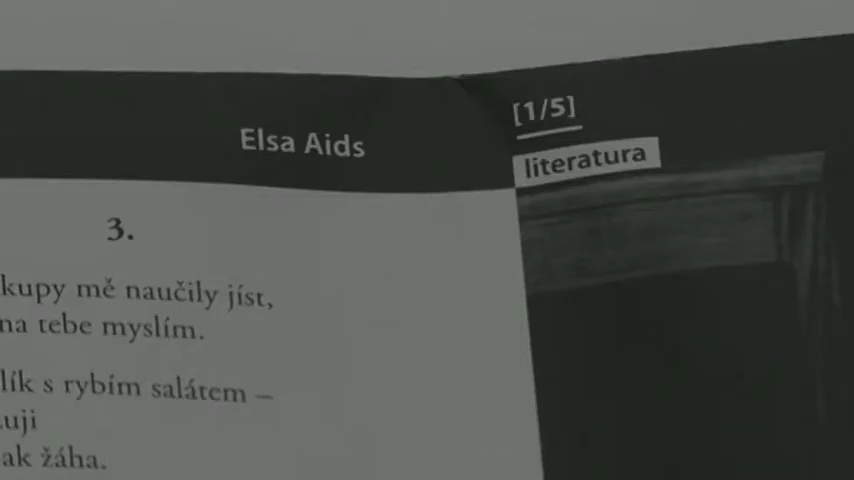 Elsa Aids
[1/5]
literatura
3.
kupy mě naučily jíst,
na tebe myslím.
lík s rybím salátem –
uji
ak žáha.